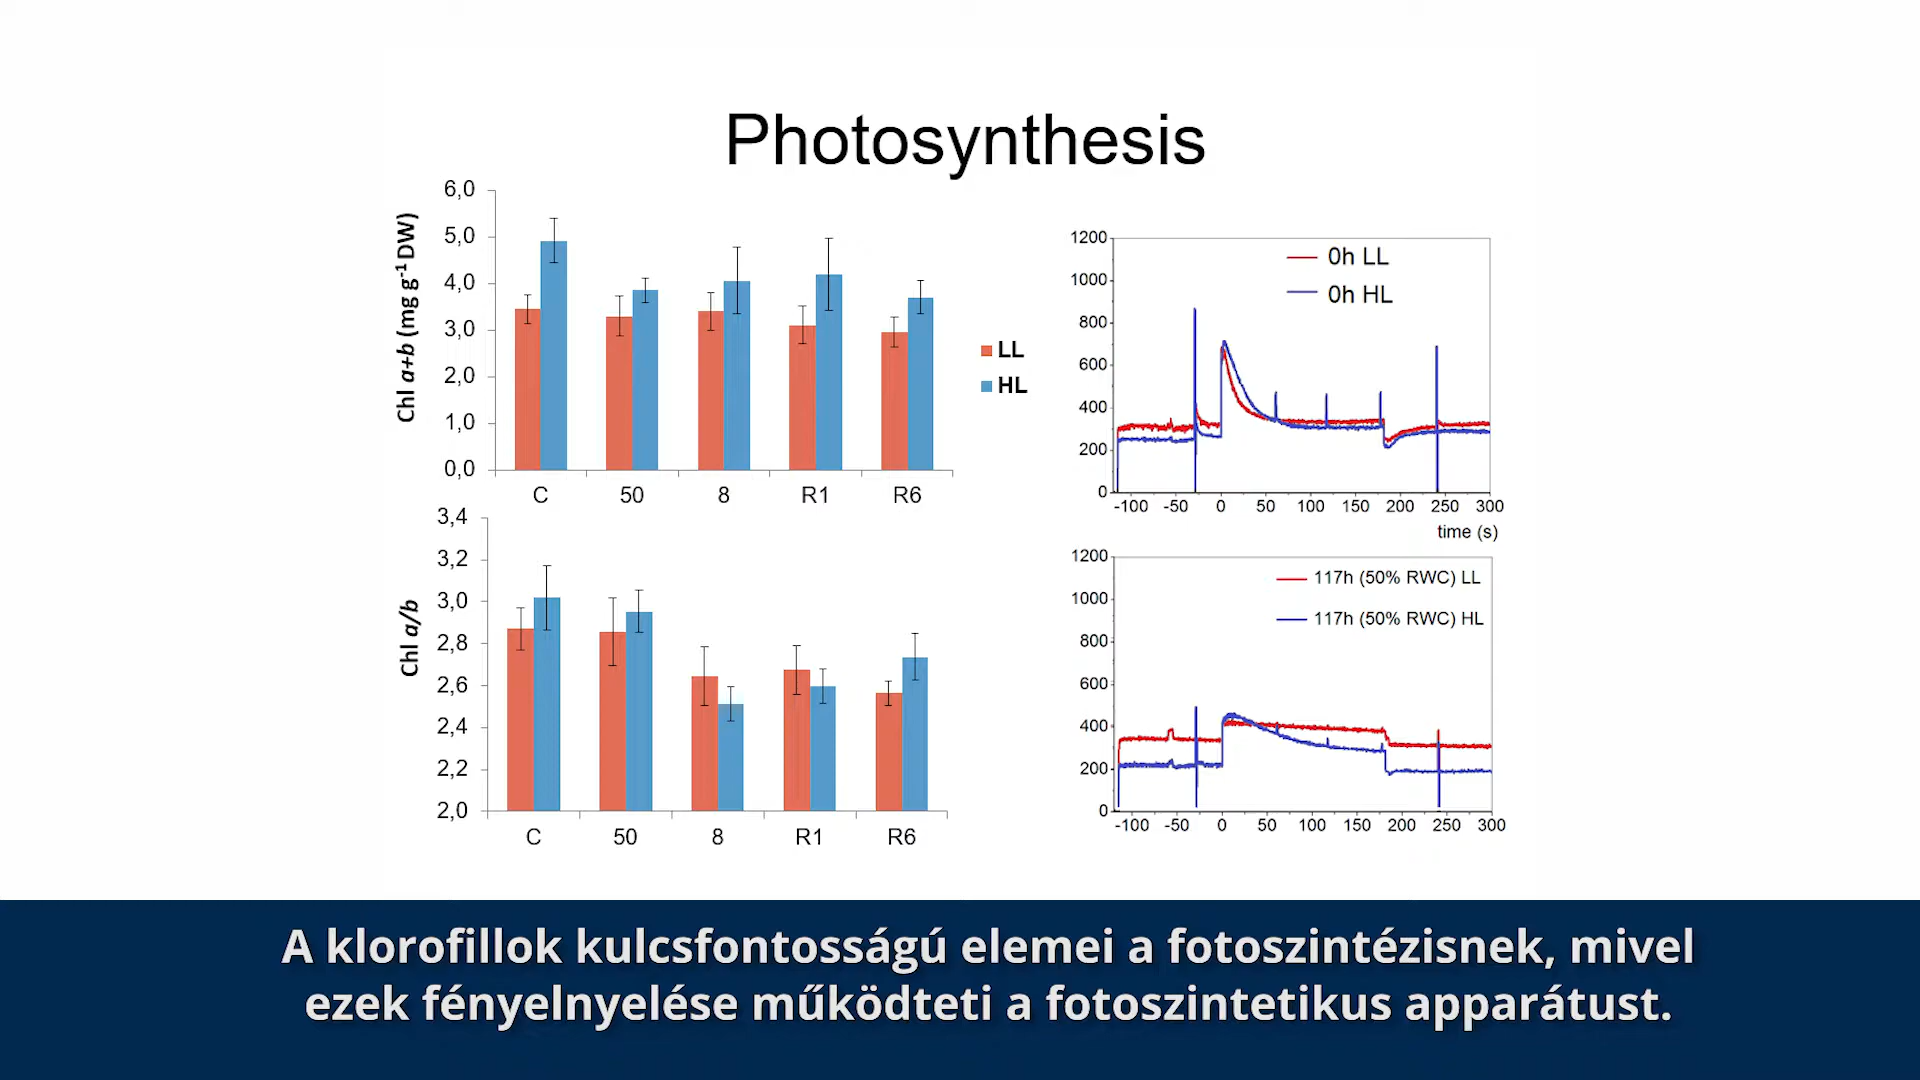 Photosynthesis
Chl a+b (mg g-1 DW)
6,0
5,0
4,0
3,0
2,0
1,0
0,0
C 50 8 R1 R6
LL
HL
Chl a/b
3,4
3,2
3,0
2,8
2,6
2,4
2,2
2,0
C 50 8 R1 R6
1200
1000
800
600
400
200
0
0h LL
0h HL
-100 -50 0 50 100 150 200 250 300
time (s)
1200
1000
800
600
400
200
0
117h (50% RWC) LL
117h (50% RWC) HL
-100 -50 0 50 100 150 200 250 300
A klorofillok kulcsfontosságú elemei a fotoszintézisnek, mivel
ezek fényelnyelése működteti a fotoszintetikus apparátust.